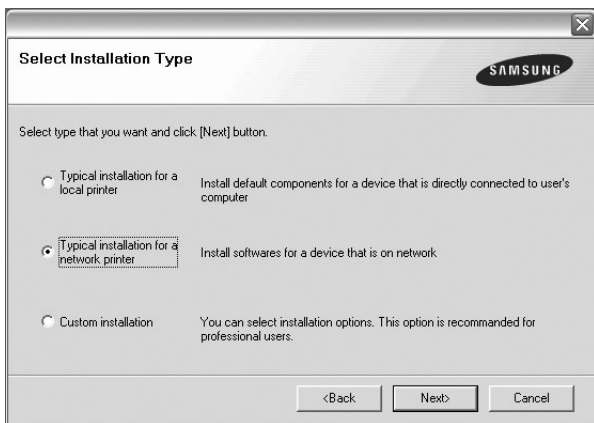 Select Installation Type
SAMSUNG
Select type that you want and click [Next] button.
Typical installation for a
local printer
Install default components for a device that is directly connected to user's
computer
Typical installation for a
network printer
Install softwares for a device that is on network
Custom installation
You can select installation options. This option is recommanded for
professional users.
<Back
Next>
Cancel